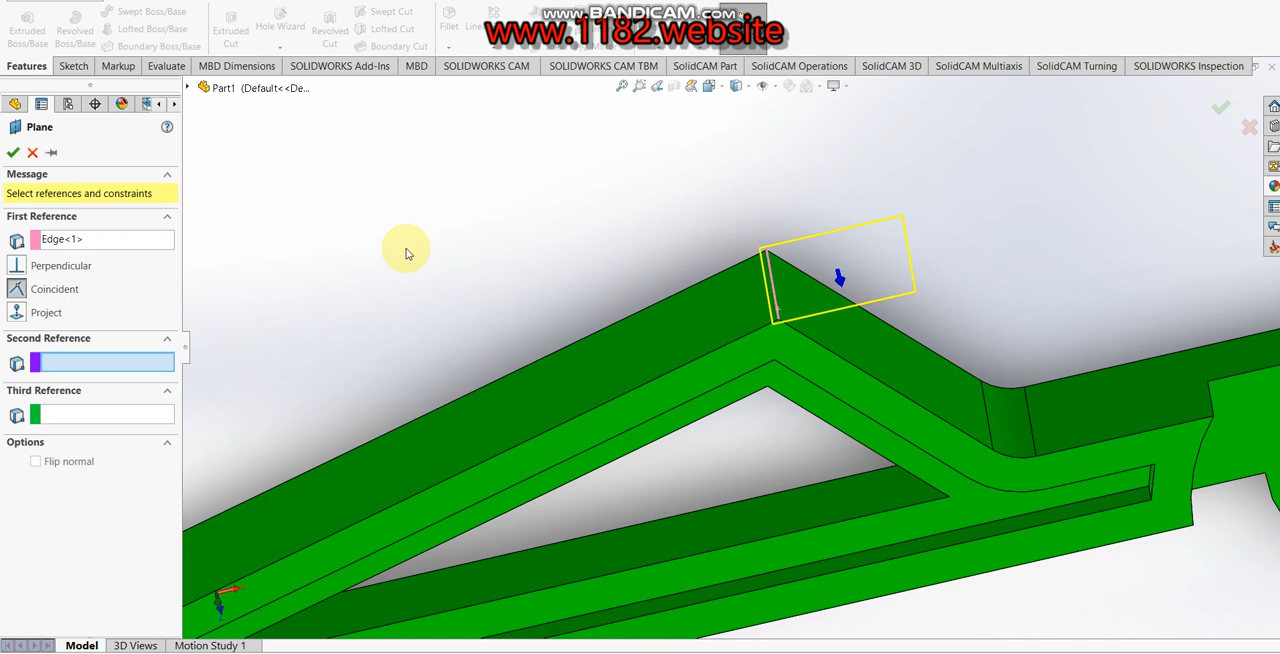 www.BANDICAM.com
www.1182.website
Extruded Boss/Base
Revolved Boss/Base
Swept Boss/Base
Lofted Boss/Base
Boundary Boss/Base
Extruded Cut
Hole Wizard
Revolved Cut
Swept Cut
Lofted Cut
Boundary Cut
Fillet
Features
Sketch
Markup
Evaluate
MBD Dimensions
SOLIDWORKS Add-Ins
MBD
SOLIDWORKS CAM
SOLIDWORKS CAM TBM
SolidCAM Part
SolidCAM Operations
SolidCAM 3D
SolidCAM Multiaxis
SolidCAM Turning
SOLIDWORKS Inspection
Part1 (Default<<De...
Plane
Message
Select references and constraints
First Reference
Edge<1>
Perpendicular
Coincident
Project
Second Reference
Third Reference
Options
Flip normal
Model
3D Views
Motion Study 1